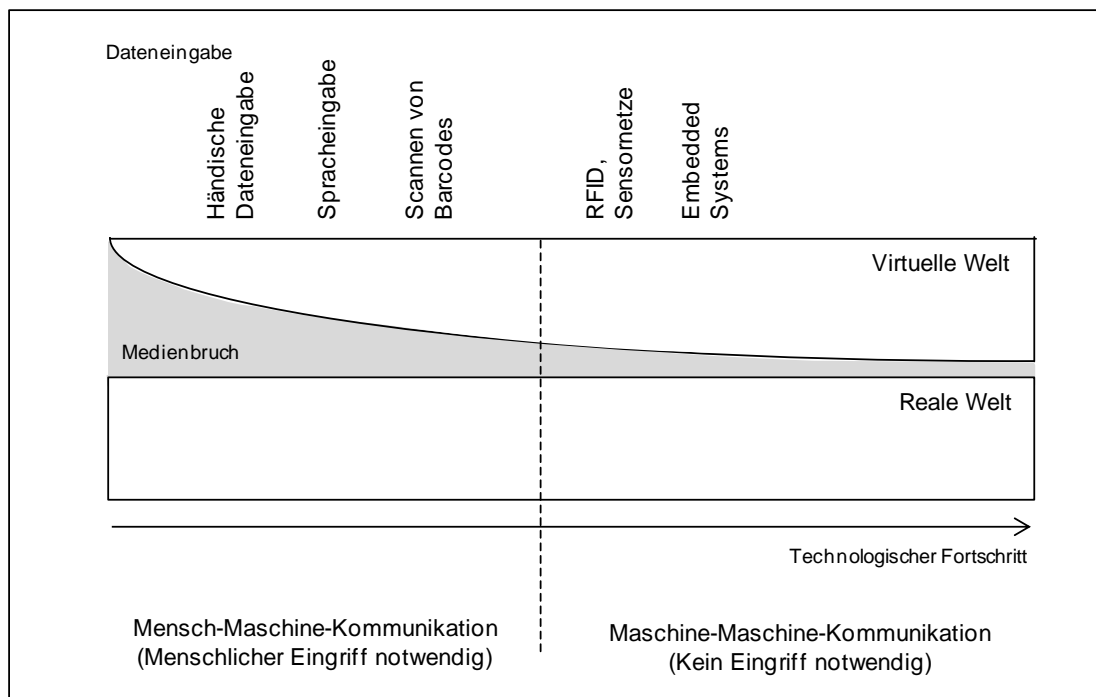 Dateneingabe
Händische
Dateneingabe
Spracheingabe
Scannen von
Barcodes
RFID,
Sensornetze
Embedded
Systems
Virtuelle Welt
Medienbruch
Reale Welt
Technologischer Fortschritt
Mensch-Maschine-Kommunikation
(Menschlicher Eingriff notwendig)
Maschine-Maschine-Kommunikation
(Kein Eingriff notwendig)